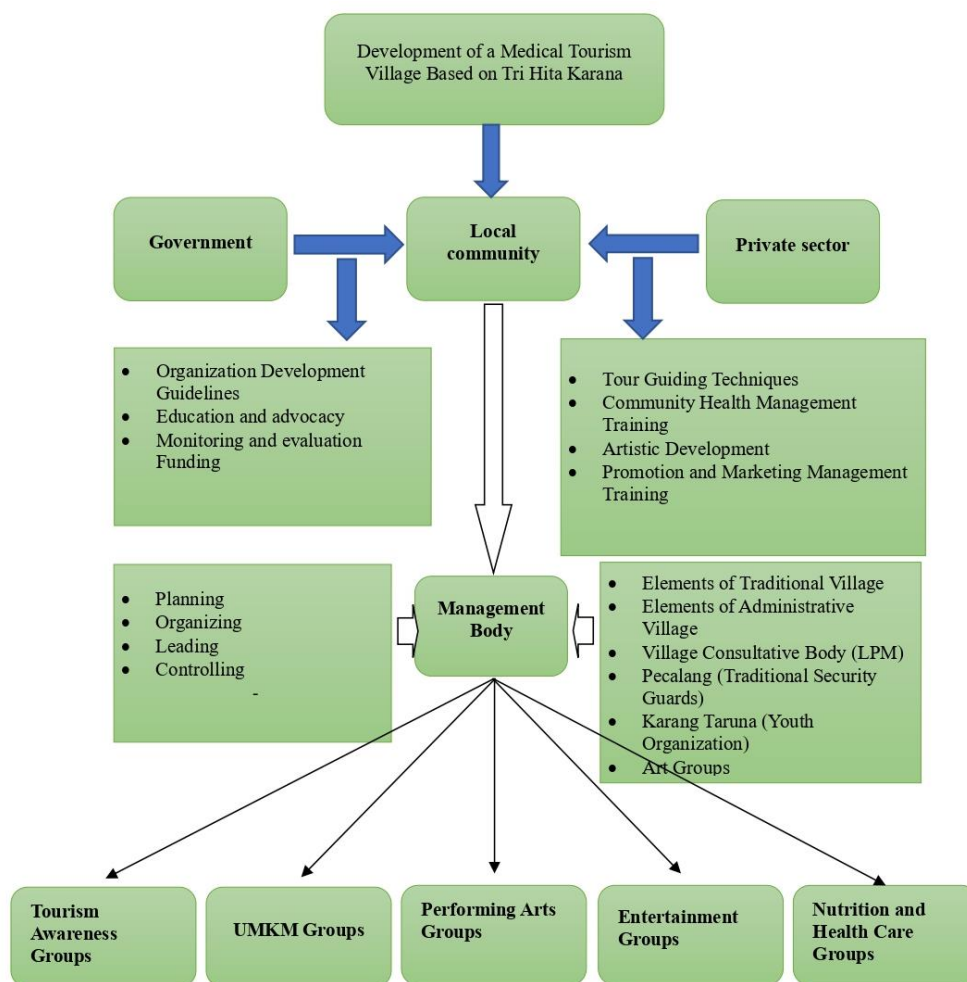 Development of a Medical Tourism
Village Based on Tri Hita Karana
Government
Local
community
Private sector
• Organization Development
Guidelines
• Education and advocacy
• Monitoring and evaluation
Funding
• Tour Guiding Techniques
• Community Health Management
Training
• Artistic Development
• Promotion and Marketing Management
Training
• Planning
• Organizing
• Leading
• Controlling
-
Management
Body
• Elements of Traditional Village
• Elements of Administrative
Village
• Village Consultative Body (LPM)
• Pecalang (Traditional Security
Guards)
• Karang Taruna (Youth
Organization)
• Art Groups
Tourism
Awareness
Groups
UMKM Groups
Performing Arts
Groups
Entertainment
Groups
Nutrition and
Health Care
Groups